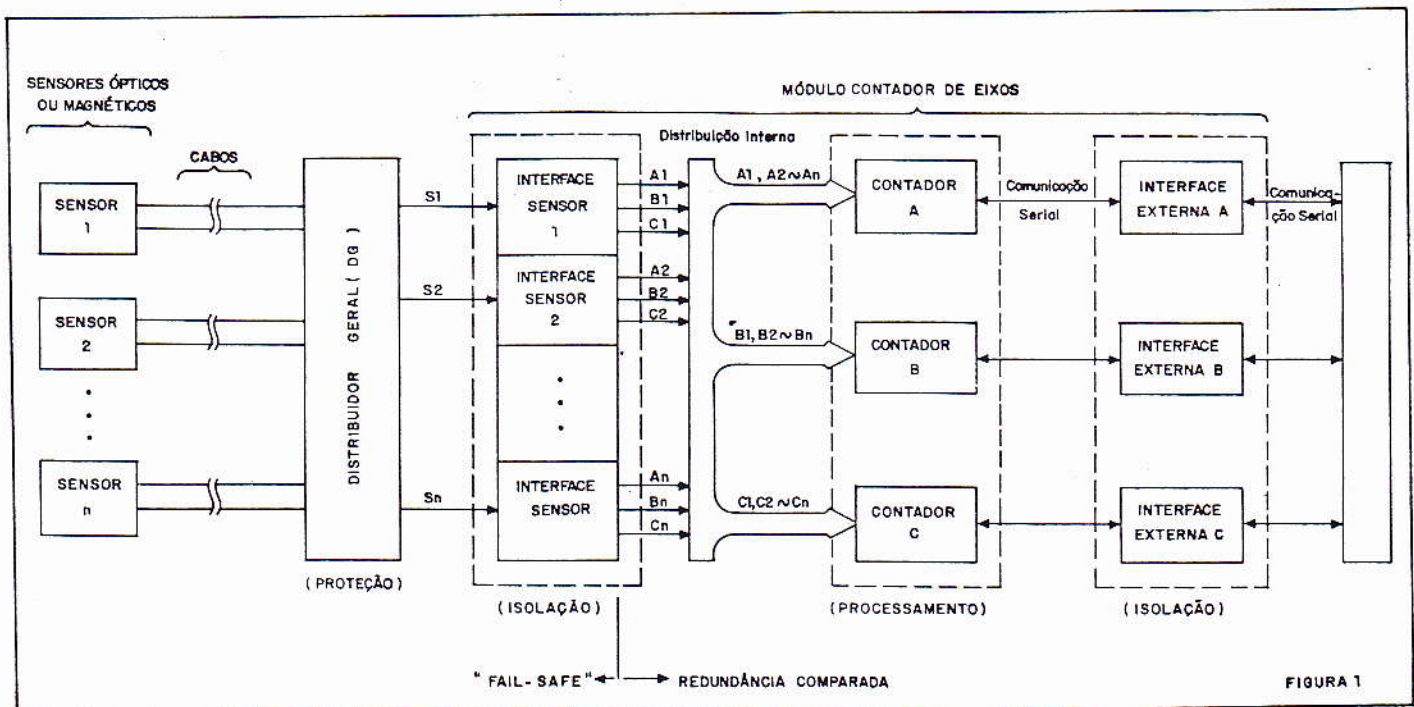 SENSORES ÓPTICOS
OU MAGNÉTICOS
CABOS
SENSOR
1
SENSOR
2
SENSOR
n
DISTRIBUIDOR GERAL (DG)
(PROTEÇÃO)
S1
S2
Sn
MÓDULO CONTADOR DE EIXOS
INTERFACE
SENSOR
1
INTERFACE
SENSOR
2
INTERFACE
SENSOR
(ISOLAÇÃO)
Distribuição Interna
A1
B1
C1
A2
B2
C2
An
Bn
Cn
A1, A2~An
B1, B2~Bn
C1, C2~Cn
CONTADOR
A
CONTADOR
B
CONTADOR
C
(PROCESSAMENTO)
Comunicação
Serial
INTERFACE
EXTERNA A
INTERFACE
EXTERNA B
INTERFACE
EXTERNA C
(ISOLAÇÃO)
Comunica-
ção Serial
"FAIL-SAFE"
REDUNDÂNCIA COMPARADA
FIGURA 1